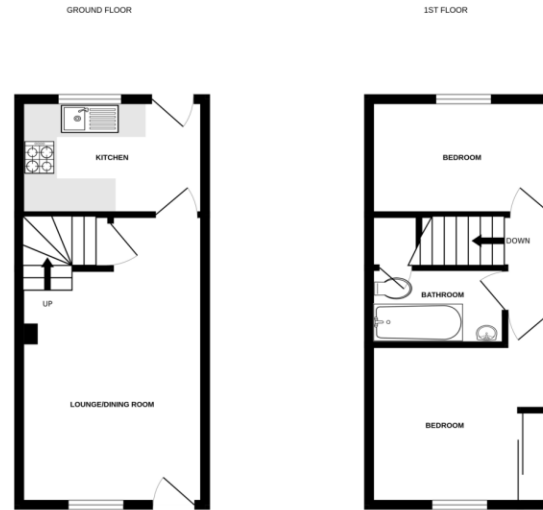 GROUND FLOOR
1ST FLOOR
KITCHEN
BEDROOM
DOWN
UP
BATHROOM
LOUNGE/DINING ROOM
BEDROOM